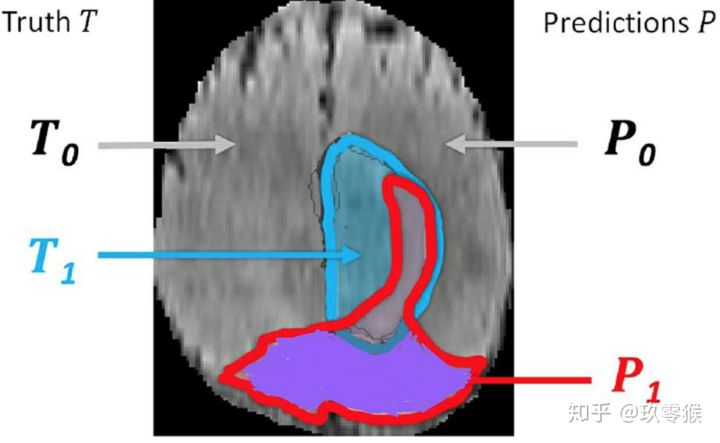 Truth T
Predictions P
T₀
P₀
T₁
P₁
知乎 @玖零猴